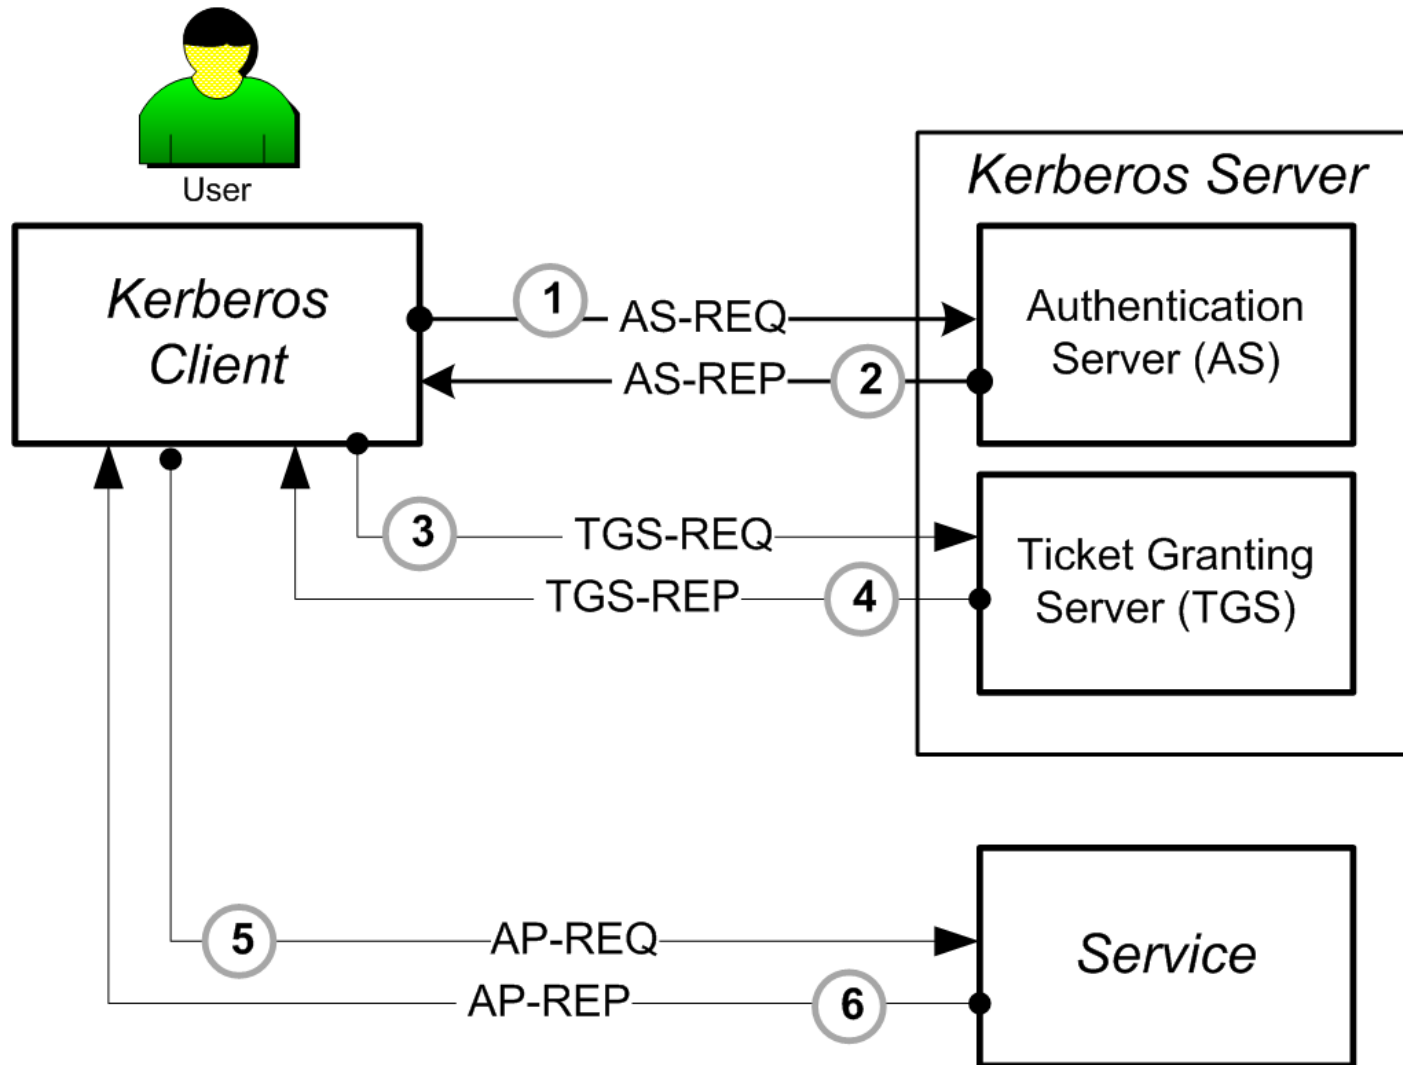 User
Kerberos Server
Kerberos
Client
1
AS-REQ
AS-REP
2
Authentication
Server (AS)
3
TGS-REQ
TGS-REP
4
Ticket Granting
Server (TGS)
5
AP-REQ
AP-REP
6
Service